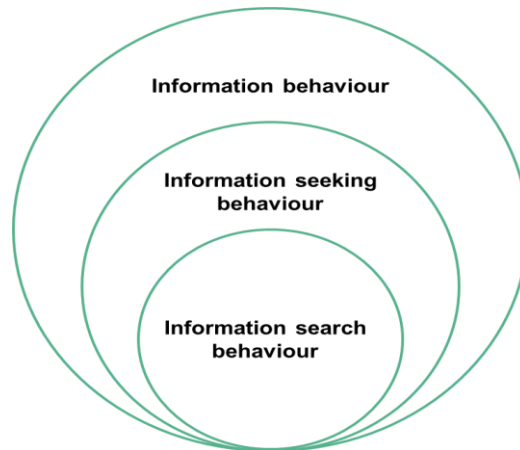 Information behaviour
Information seeking
behaviour
Information search
behaviour